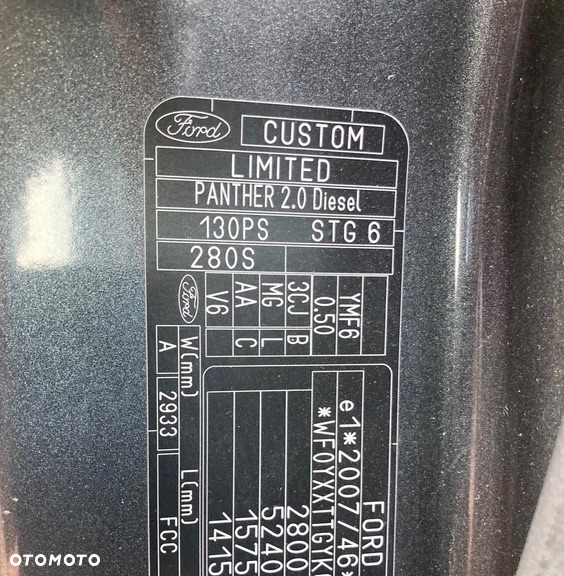 Ford CUSTOM
LIMITED
PANTHER 2.0 Diesel
130PS STG 6
280S
Ford
YMF6
0.50
3CJ B
MG L
AA C
V6
W(mm) L(mm)
A 2933 FCC
FORD
e1*2007/46*
2800
5240
1575
1415
OTOMOTO